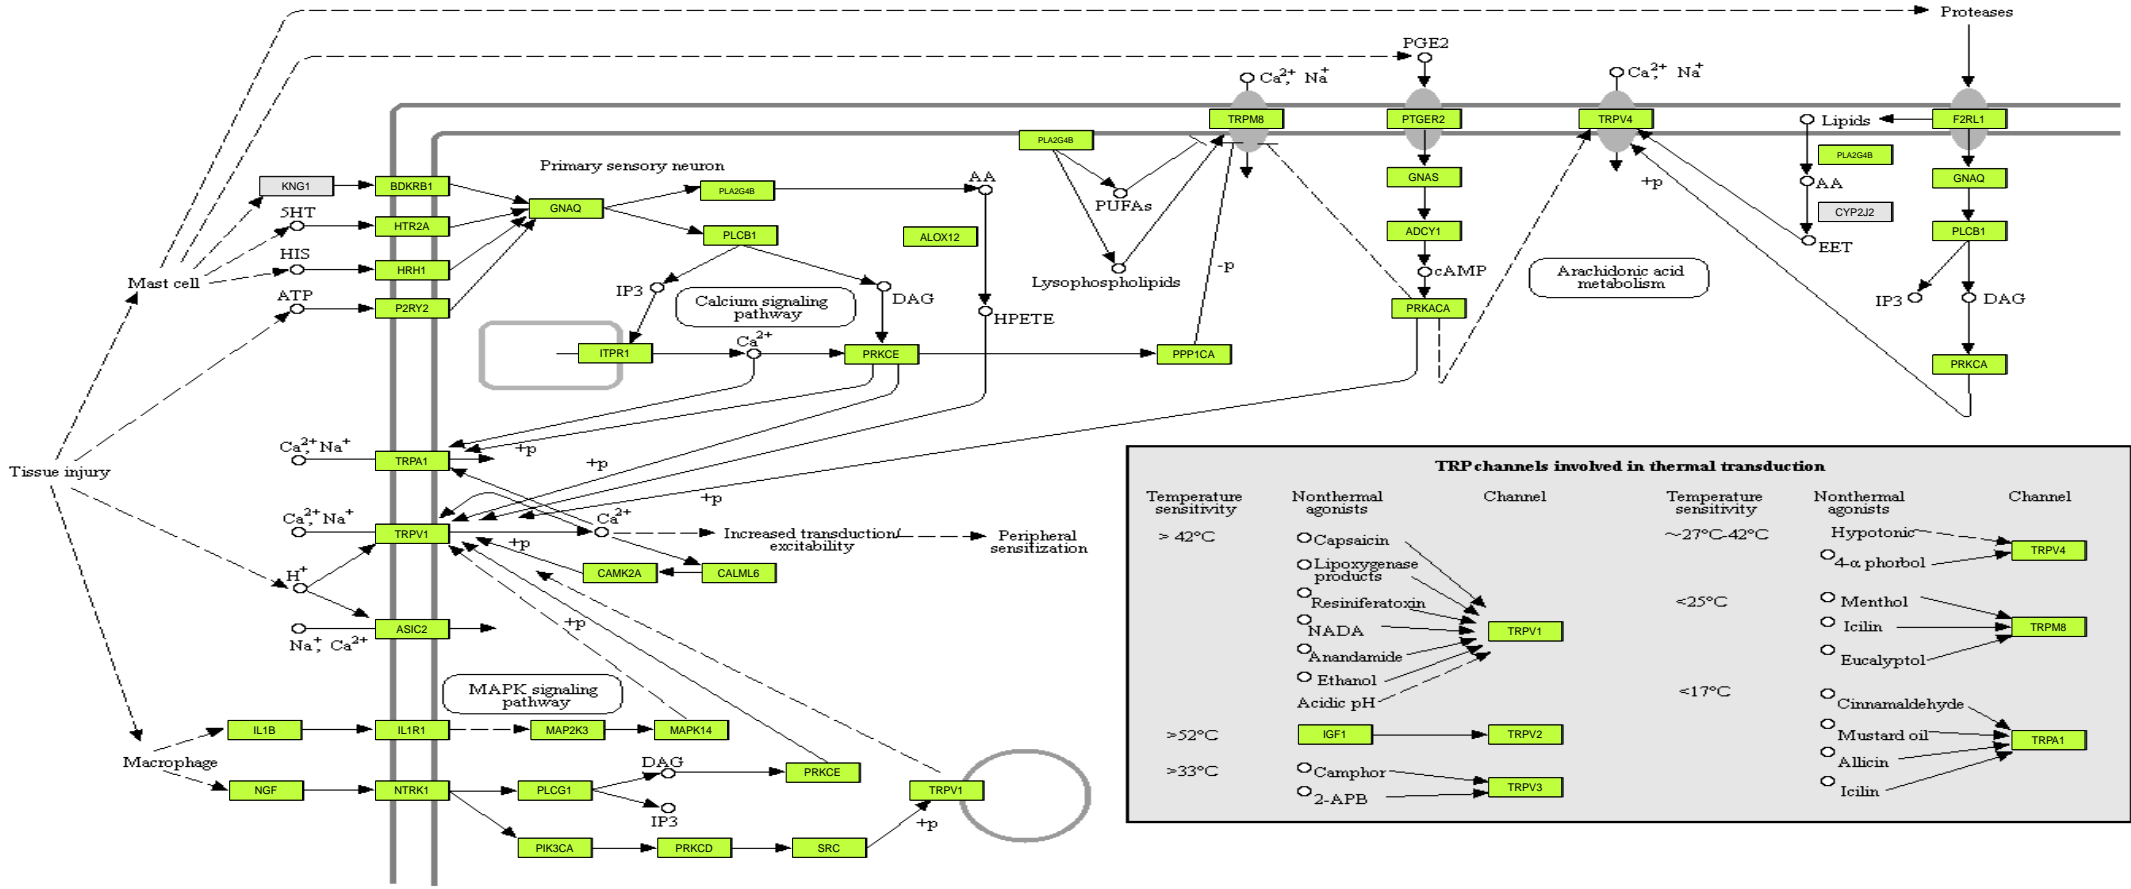 Proteases
PGE2
Ca2+, Na+
Ca2+, Na+
TRPM8
PTGER2
TRPV4
Lipids
F2RL1
PLA2G4B
Primary sensory neuron
PLA2G4B
+p
KNG1
BDKRB1
PLA2G4B
AA
PUFAs
GNAS
AA
GNAQ
GNAQ
5HT
HTR2A
PLCB1
ALOX12
ADCY1
CYP2J2
PLCB1
EET
HIS
HRH1
Lysophospholipids
-p
cAMP
Arachidonic acid
metabolism
Mast cell
ATP
P2RY2
IP3
Calcium signaling
pathway
DAG
HPETE
PRKACA
IP3
DAG
ITPR1
Ca2+
PRKCE
PPP1CA
PRKCA
Ca2+, Na+
TRPA1
+p
+p
+p
Tissue injury
Ca2+, Na+
TRPV1
Ca2+
Increased transduction/
excitability
Peripheral
sensitization
+p
CAMK2A
CALML6
H+
ASIC2
Na+, Ca2+
+p
MAPK signaling
pathway
IL1B
IL1R1
MAP2K3
MAPK14
Macrophage
NGF
NTRK1
PLCG1
DAG
IP3
PRKCE
TRPV1
+p
PIK3CA
PRKCD
SRC
TRP channels involved in thermal transduction
Temperature
sensitivity
Nonthermal
agonists
Channel
Temperature
sensitivity
Nonthermal
agonists
Channel
> 42°C
Capsaicin
Lipoxygenase
products
Resiniferatoxin
NADA
Anandamide
Ethanol
Acidic pH
TRPV1
>52°C
IGF1
TRPV2
>33°C
Camphor
2-APB
TRPV3
~27°C-42°C
Hypotonic
4-α phorbol
TRPV4
<25°C
Menthol
Icilin
Eucalyptol
TRPM8
<17°C
Cinnamaldehyde
Mustard oil
Allicin
Icilin
TRPA1